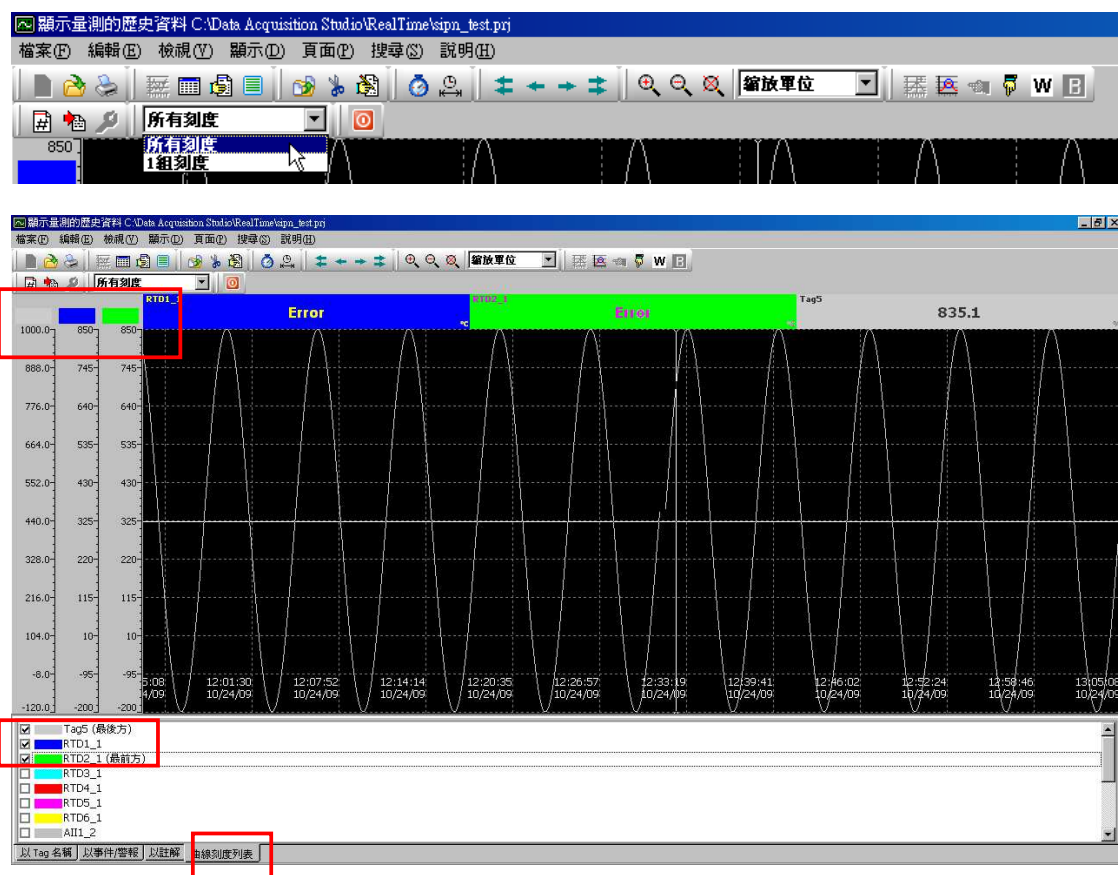 顯示量測的歷史資料 C:\Data Acquisition Studio\RealTime\sipn_test.prj
檔案(F) 編輯(E) 檢視(V) 顯示(D) 頁面(P) 搜尋(S) 說明(H)
縮放單位 W B
所有刻度
850 所有刻度
1組刻度
顯示量測的歷史資料 C:\Data Acquisition Studio\RealTime\sipn_test.prj
檔案(F) 編輯(E) 檢視(V) 顯示(D) 頁面(P) 搜尋(S) 說明(H)
縮放單位 W B
所有刻度
RTD1_1 RTD2_1 Tag5
Error Error 835.1
°C
1000.0 850 850
888.0 745 745
776.0 640 640
664.0 535 535
552.0 430 430
440.0 325 325
328.0 220 220
216.0 115 115
104.0 10 10
-8.0 -95 -95
5:08 12:01:30 12:07:52 12:14:14 12:20:35 12:26:57 12:33:19 12:39:41 12:46:02 12:52:24 12:58:46 13:05:08
4/09 10/24/09 10/24/09 10/24/09 10/24/09 10/24/09 10/24/09 10/24/09 10/24/09 10/24/09 10/24/09 10/24/09
-120.0 -200 -200
Tag5 (最後方)
RTD1_1
RTD2_1 (最前方)
RTD3_1
RTD4_1
RTD5_1
RTD6_1
AII1_2
以 Tag 名稱 以事件/警報 以註解 曲線刻度列表